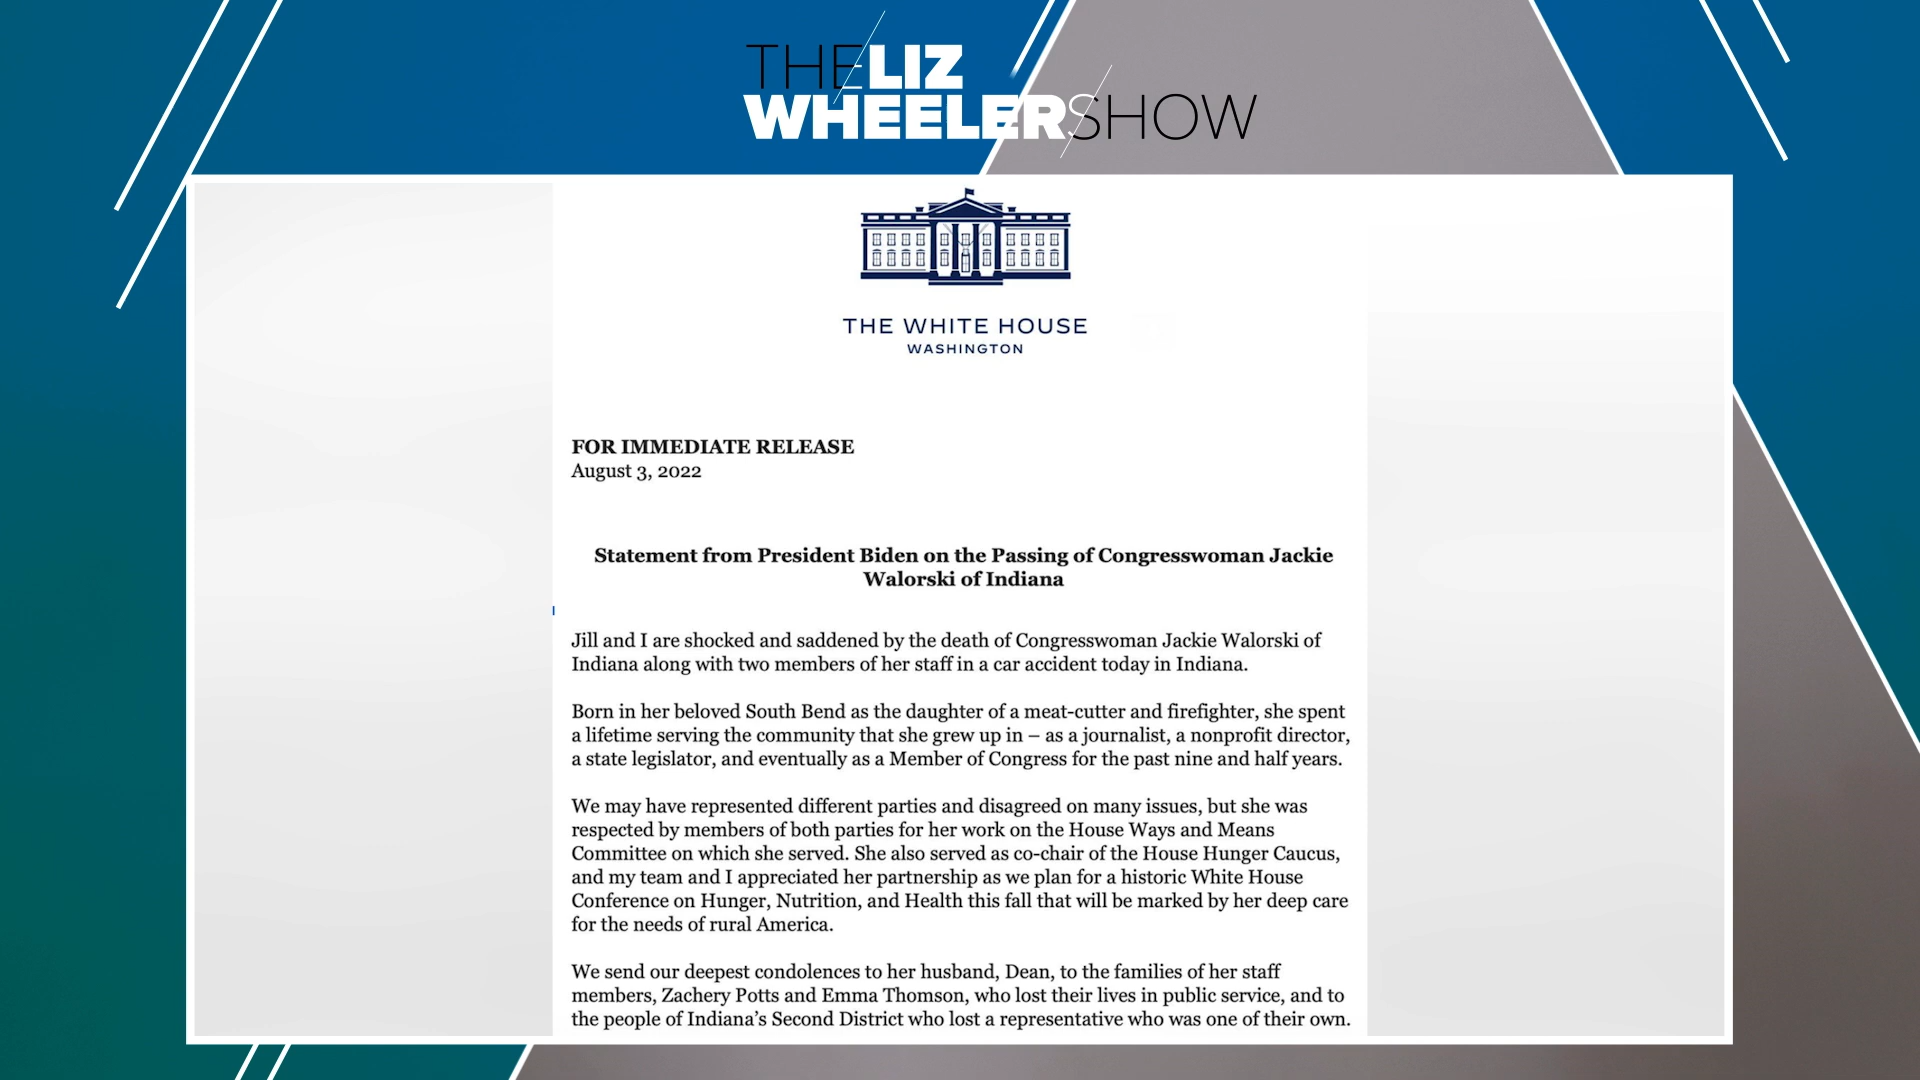 THE LIZ
WHEELER SHOW
THE WHITE HOUSE
WASHINGTON
FOR IMMEDIATE RELEASE
August 3, 2022
Statement from President Biden on the Passing of Congresswoman Jackie
Walorski of Indiana
Jill and I are shocked and saddened by the death of Congresswoman Jackie Walorski of
Indiana along with two members of her staff in a car accident today in Indiana.
Born in her beloved South Bend as the daughter of a meat-cutter and firefighter, she spent
a lifetime serving the community that she grew up in – as a journalist, a nonprofit director,
a state legislator, and eventually as a Member of Congress for the past nine and half years.
We may have represented different parties and disagreed on many issues, but she was
respected by members of both parties for her work on the House Ways and Means
Committee on which she served. She also served as co-chair of the House Hunger Caucus,
and my team and I appreciated her partnership as we plan for a historic White House
Conference on Hunger, Nutrition, and Health this fall that will be marked by her deep care
for the needs of rural America.
We send our deepest condolences to her husband, Dean, to the families of her staff
members, Zachery Potts and Emma Thomson, who lost their lives in public service, and to
the people of Indiana’s Second District who lost a representative who was one of their own.